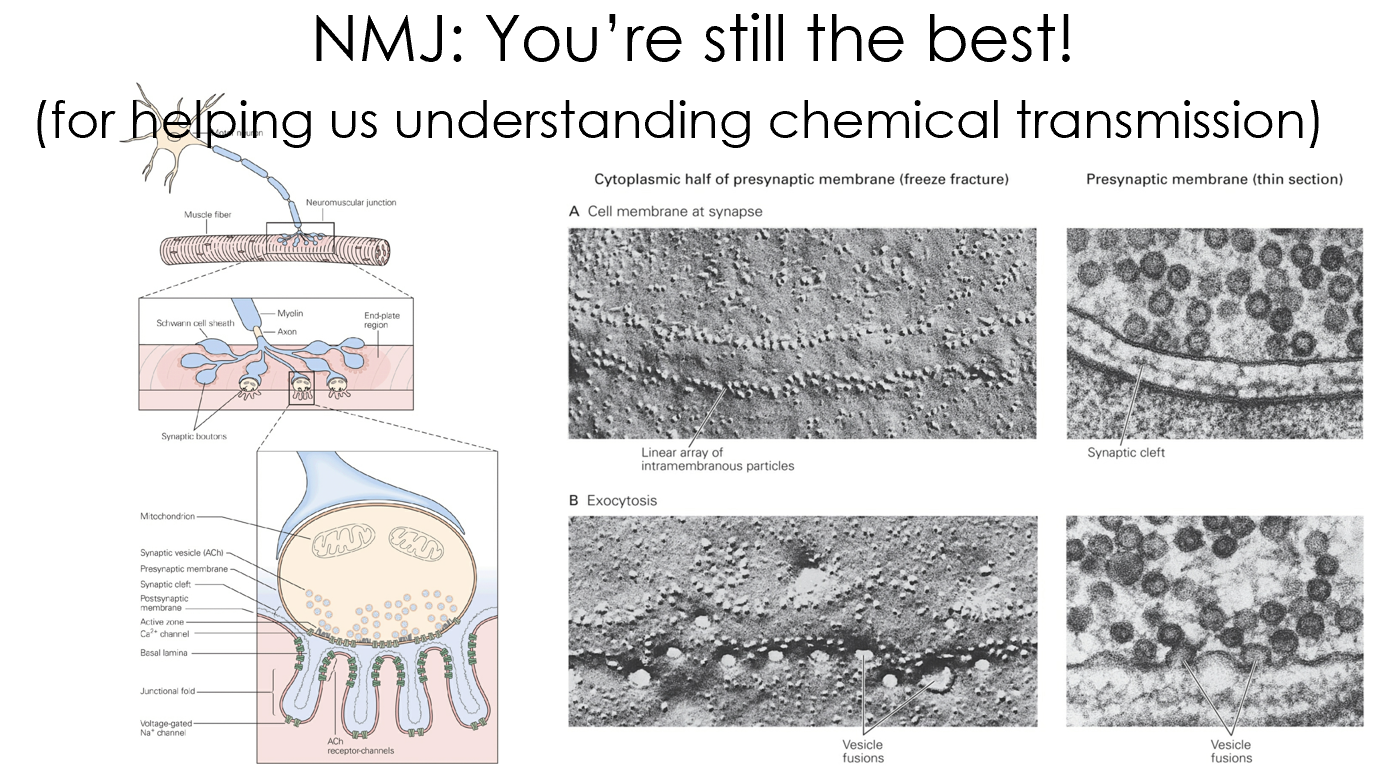 NMJ: You’re still the best!
(for helping us understanding chemical transmission)
Motor neuron
Neuromuscular junction
Muscle fiber
Myelin
Schwann cell sheath
Axon
End-plate
region
Synaptic boutons
Mitochondrion
Synaptic vesicle (ACh)
Presynaptic membrane
Synaptic cleft
Postsynaptic
membrane
Active zone
Ca²⁺ channel
Basal lamina
Junctional fold
Voltage-gated
Na⁺ channel
ACh
receptor-channels
Cytoplasmic half of presynaptic membrane (freeze fracture)
Presynaptic membrane (thin section)
A Cell membrane at synapse
Linear array of
intramembranous particles
Synaptic cleft
B Exocytosis
Vesicle
fusions
Vesicle
fusions